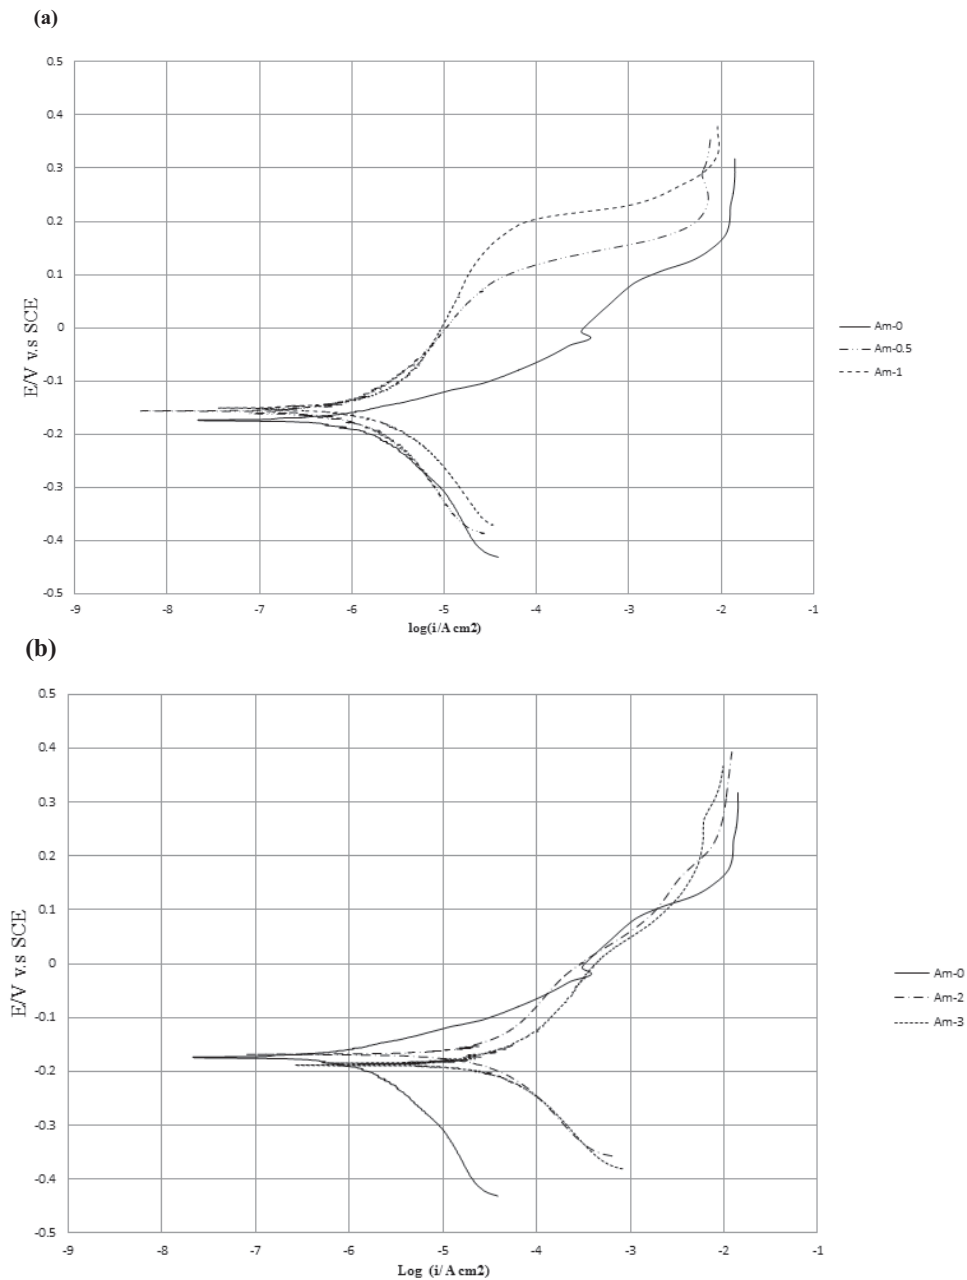 (a)
0.5
0.4
0.3
0.2
0.1
0
-0.1
-0.2
-0.3
-0.4
-0.5
E/V v.s SCE
-9 -8 -7 -6 -5 -4 -3 -2 -1
log(i/A cm2)
Am-0
Am-0.5
Am-1
(b)
0.5
0.4
0.3
0.2
0.1
0
-0.1
-0.2
-0.3
-0.4
-0.5
E/V v.s SCE
-9 -8 -7 -6 -5 -4 -3 -2 -1
Log (i/A cm2)
Am-0
Am-2
Am-3